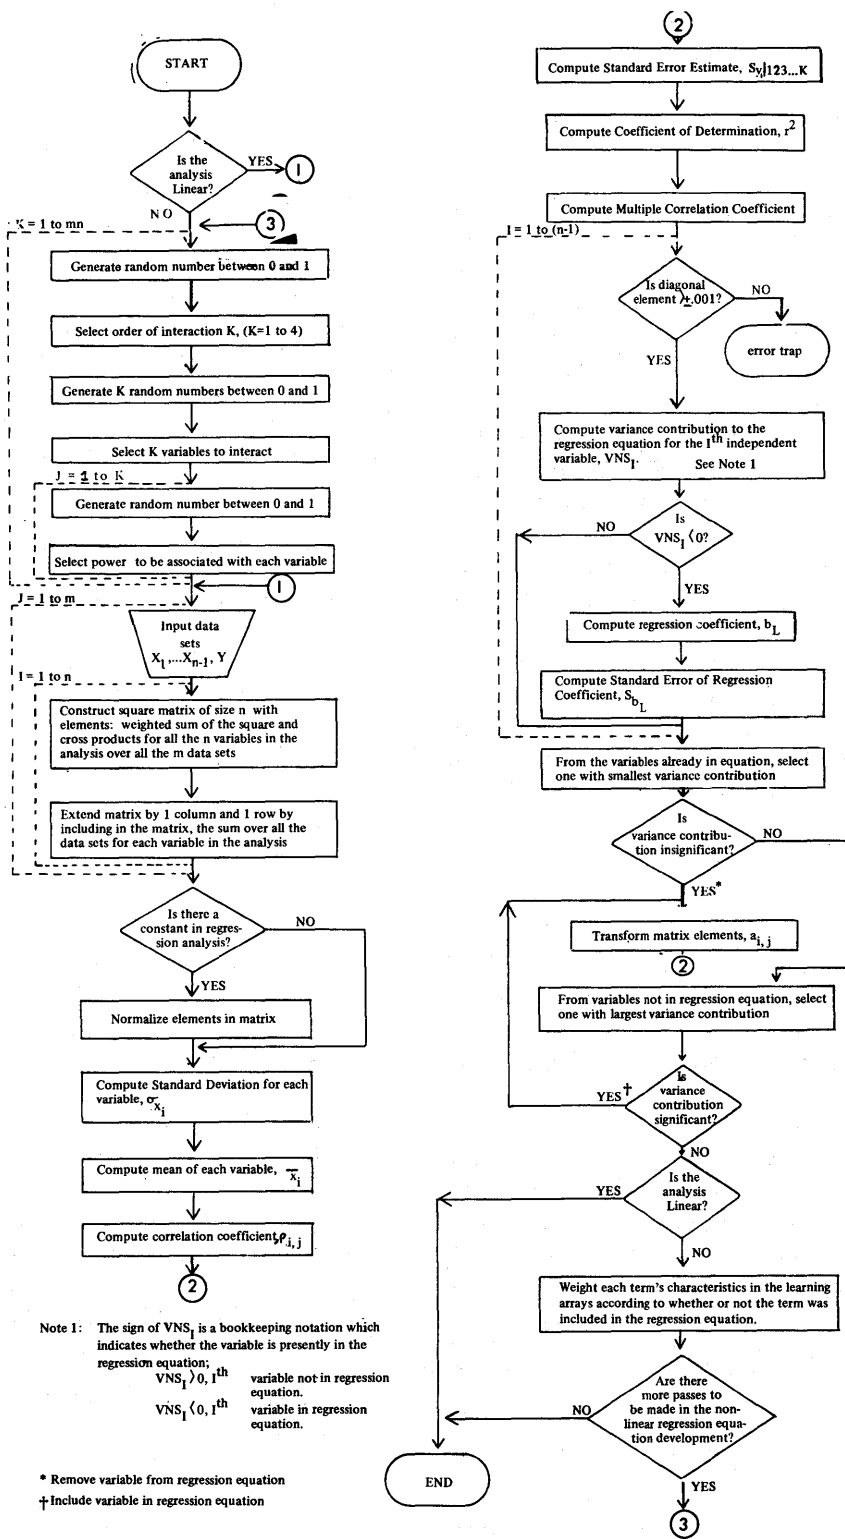 START
Is the
analysis
Linear?
YES
1
NO
3
K = 1 to mn
Generate random number between 0 and 1
Select order of interaction K, (K=1 to 4)
Generate K random numbers between 0 and 1
Select K variables to interact
J = 1 to K
Generate random number between 0 and 1
Select power to be associated with each variable
1
J = 1 to m
Input data
sets
X1,...Xn-1, Y
I = 1 to n
Construct square matrix of size n with
elements: weighted sum of the square and
cross products for all the n variables in the
analysis over all the m data sets
Extend matrix by 1 column and 1 row by
including in the matrix, the sum over all the
data sets for each variable in the analysis
Is there a
constant in regres-
sion analysis?
NO
YES
Normalize elements in matrix
Compute Standard Deviation for each
variable, σxi
Compute mean of each variable, x̄i
Compute correlation coefficient, ρi,j
2
Note 1: The sign of VNSI is a bookkeeping notation which
indicates whether the variable is presently in the
regression equation;
VNSI > 0, Ith variable not in regression
equation.
VNSI < 0, Ith variable in regression
equation.
* Remove variable from regression equation
† Include variable in regression equation
2
Compute Standard Error Estimate, Sy|123...K
Compute Coefficient of Determination, r2
Compute Multiple Correlation Coefficient
I = 1 to (n-1)
Is diagonal
element >±.001?
NO
error trap
YES
Compute variance contribution to the
regression equation for the Ith independent
variable, VNSI. See Note 1
Is
VNSI <0?
NO
YES
Compute regression coefficient, bL
Compute Standard Error of Regression
Coefficient, SbL
From the variables already in equation, select
one with smallest variance contribution
Is
variance contribu-
tion insignificant?
NO
YES*
Transform matrix elements, ai,j
2
From variables not in regression equation, select
one with largest variance contribution
Is
variance
contribution
significant?
YES†
NO
Is the
analysis
Linear?
YES
NO
Weight each term's characteristics in the learning
arrays according to whether or not the term was
included in the regression equation.
Are there
more passes to
be made in the non-
linear regression equa-
tion development?
NO
END
YES
3